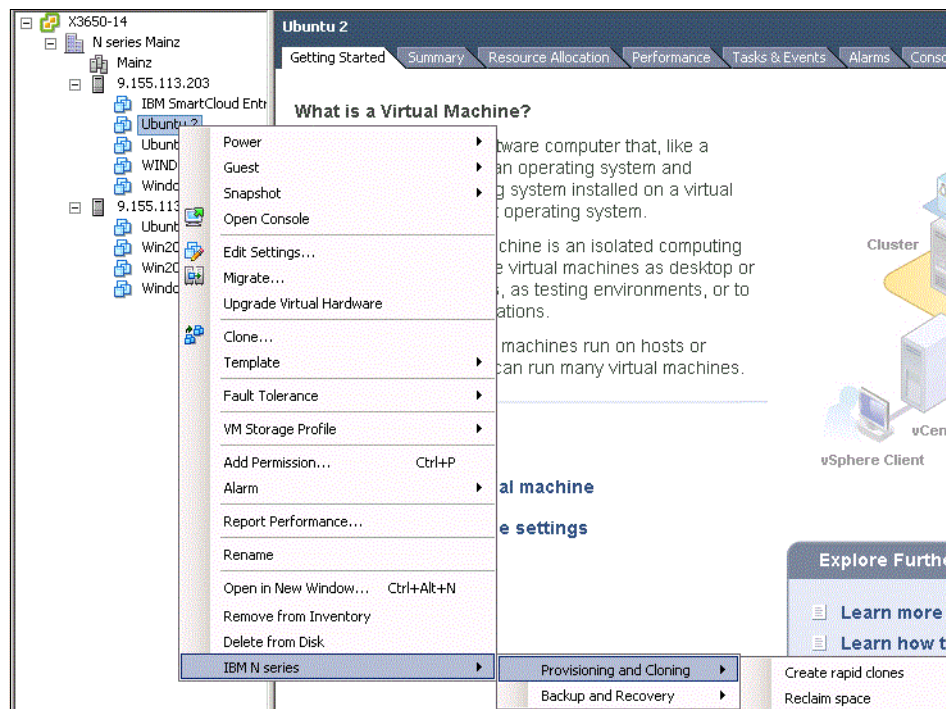 X3650-14
N series Mainz
Mainz
9.155.113.203
IBM SmartCloud Entr
Ubuntu 2
Ubunt
WIND
Windo
9.155.113
Ubunt
Win20
Win20
Windo
Ubuntu 2
Getting Started
Summary
Resource Allocation
Performance
Tasks & Events
Alarms
Conso
What is a Virtual Machine?
tware computer that, like a
an operating system and
g system installed on a virtual
t operating system.
chine is an isolated computing
e virtual machines as desktop or
s, as testing environments, or to
ations.
machines run on hosts or
can run many virtual machines.
al machine
e settings
Power
Guest
Snapshot
Open Console
Edit Settings...
Migrate...
Upgrade Virtual Hardware
Clone...
Template
Fault Tolerance
VM Storage Profile
Add Permission... Ctrl+P
Alarm
Report Performance...
Rename
Open in New Window... Ctrl+Alt+N
Remove from Inventory
Delete from Disk
IBM N series
Provisioning and Cloning
Backup and Recovery
Create rapid clones
Reclaim space
Cluster
vCen
vSphere Client
Explore Furthe
Learn more
Learn how t